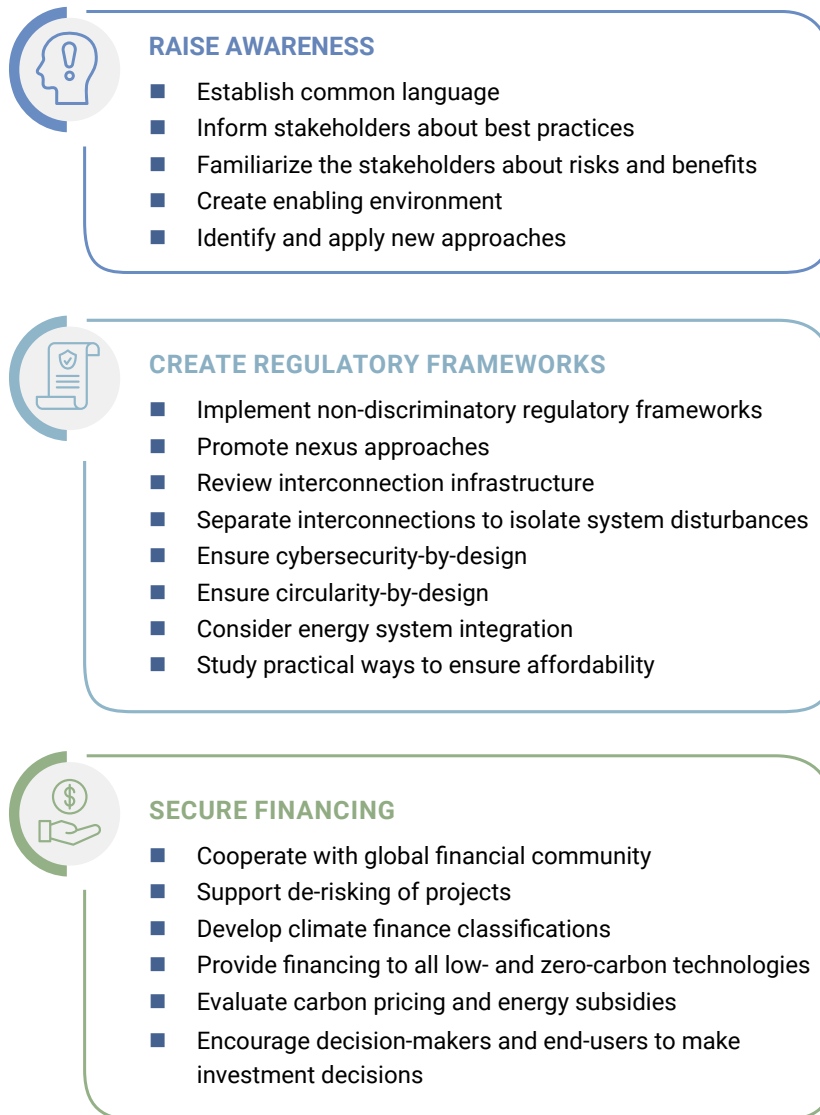 RAISE AWARENESS
Establish common language
Inform stakeholders about best practices
Familiarize the stakeholders about risks and benefits
Create enabling environment
Identify and apply new approaches
CREATE REGULATORY FRAMEWORKS
Implement non-discriminatory regulatory frameworks
Promote nexus approaches
Review interconnection infrastructure
Separate interconnections to isolate system disturbances
Ensure cybersecurity-by-design
Ensure circularity-by-design
Consider energy system integration
Study practical ways to ensure affordability
$
SECURE FINANCING
Cooperate with global financial community
Support de-risking of projects
Develop climate finance classifications
Provide financing to all low- and zero-carbon technologies
Evaluate carbon pricing and energy subsidies
Encourage decision-makers and end-users to make
investment decisions